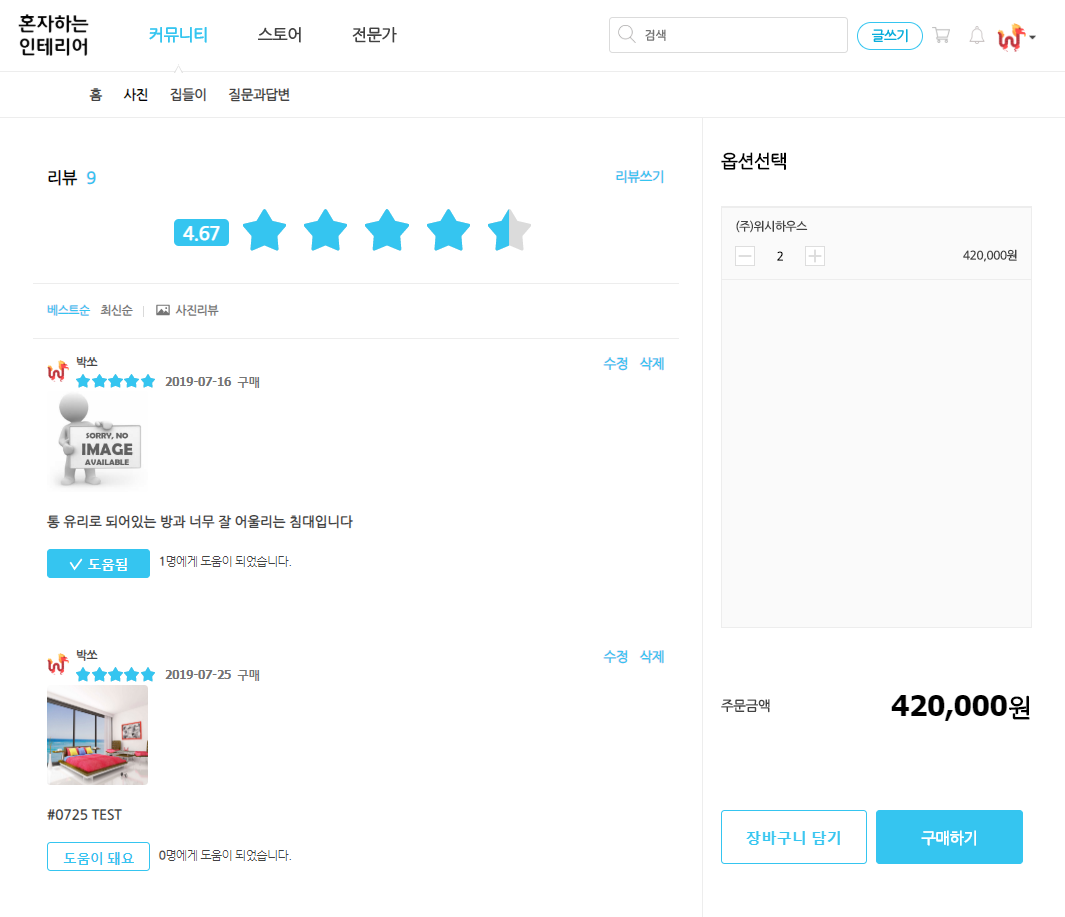 혼자하는
인테리어
커뮤니티 스토어 전문가
검색
글쓰기
홈 사진 집들이 질문과답변
리뷰 9
리뷰쓰기
4.67
베스트순 최신순 | 사진리뷰
박쏘
2019-07-16 구매
수정 삭제
SORRY, NO
IMAGE
AVAILABLE
통 유리로 되어있는 방과 너무 잘 어울리는 침대입니다
도움됨 1명에게 도움이 되었습니다.
박쏘
2019-07-25 구매
수정 삭제
#0725 TEST
도움이 돼요 0명에게 도움이 되었습니다.
옵션선택
(주)위시하우스
2 420,000원
주문금액 420,000원
장바구니 담기 구매하기